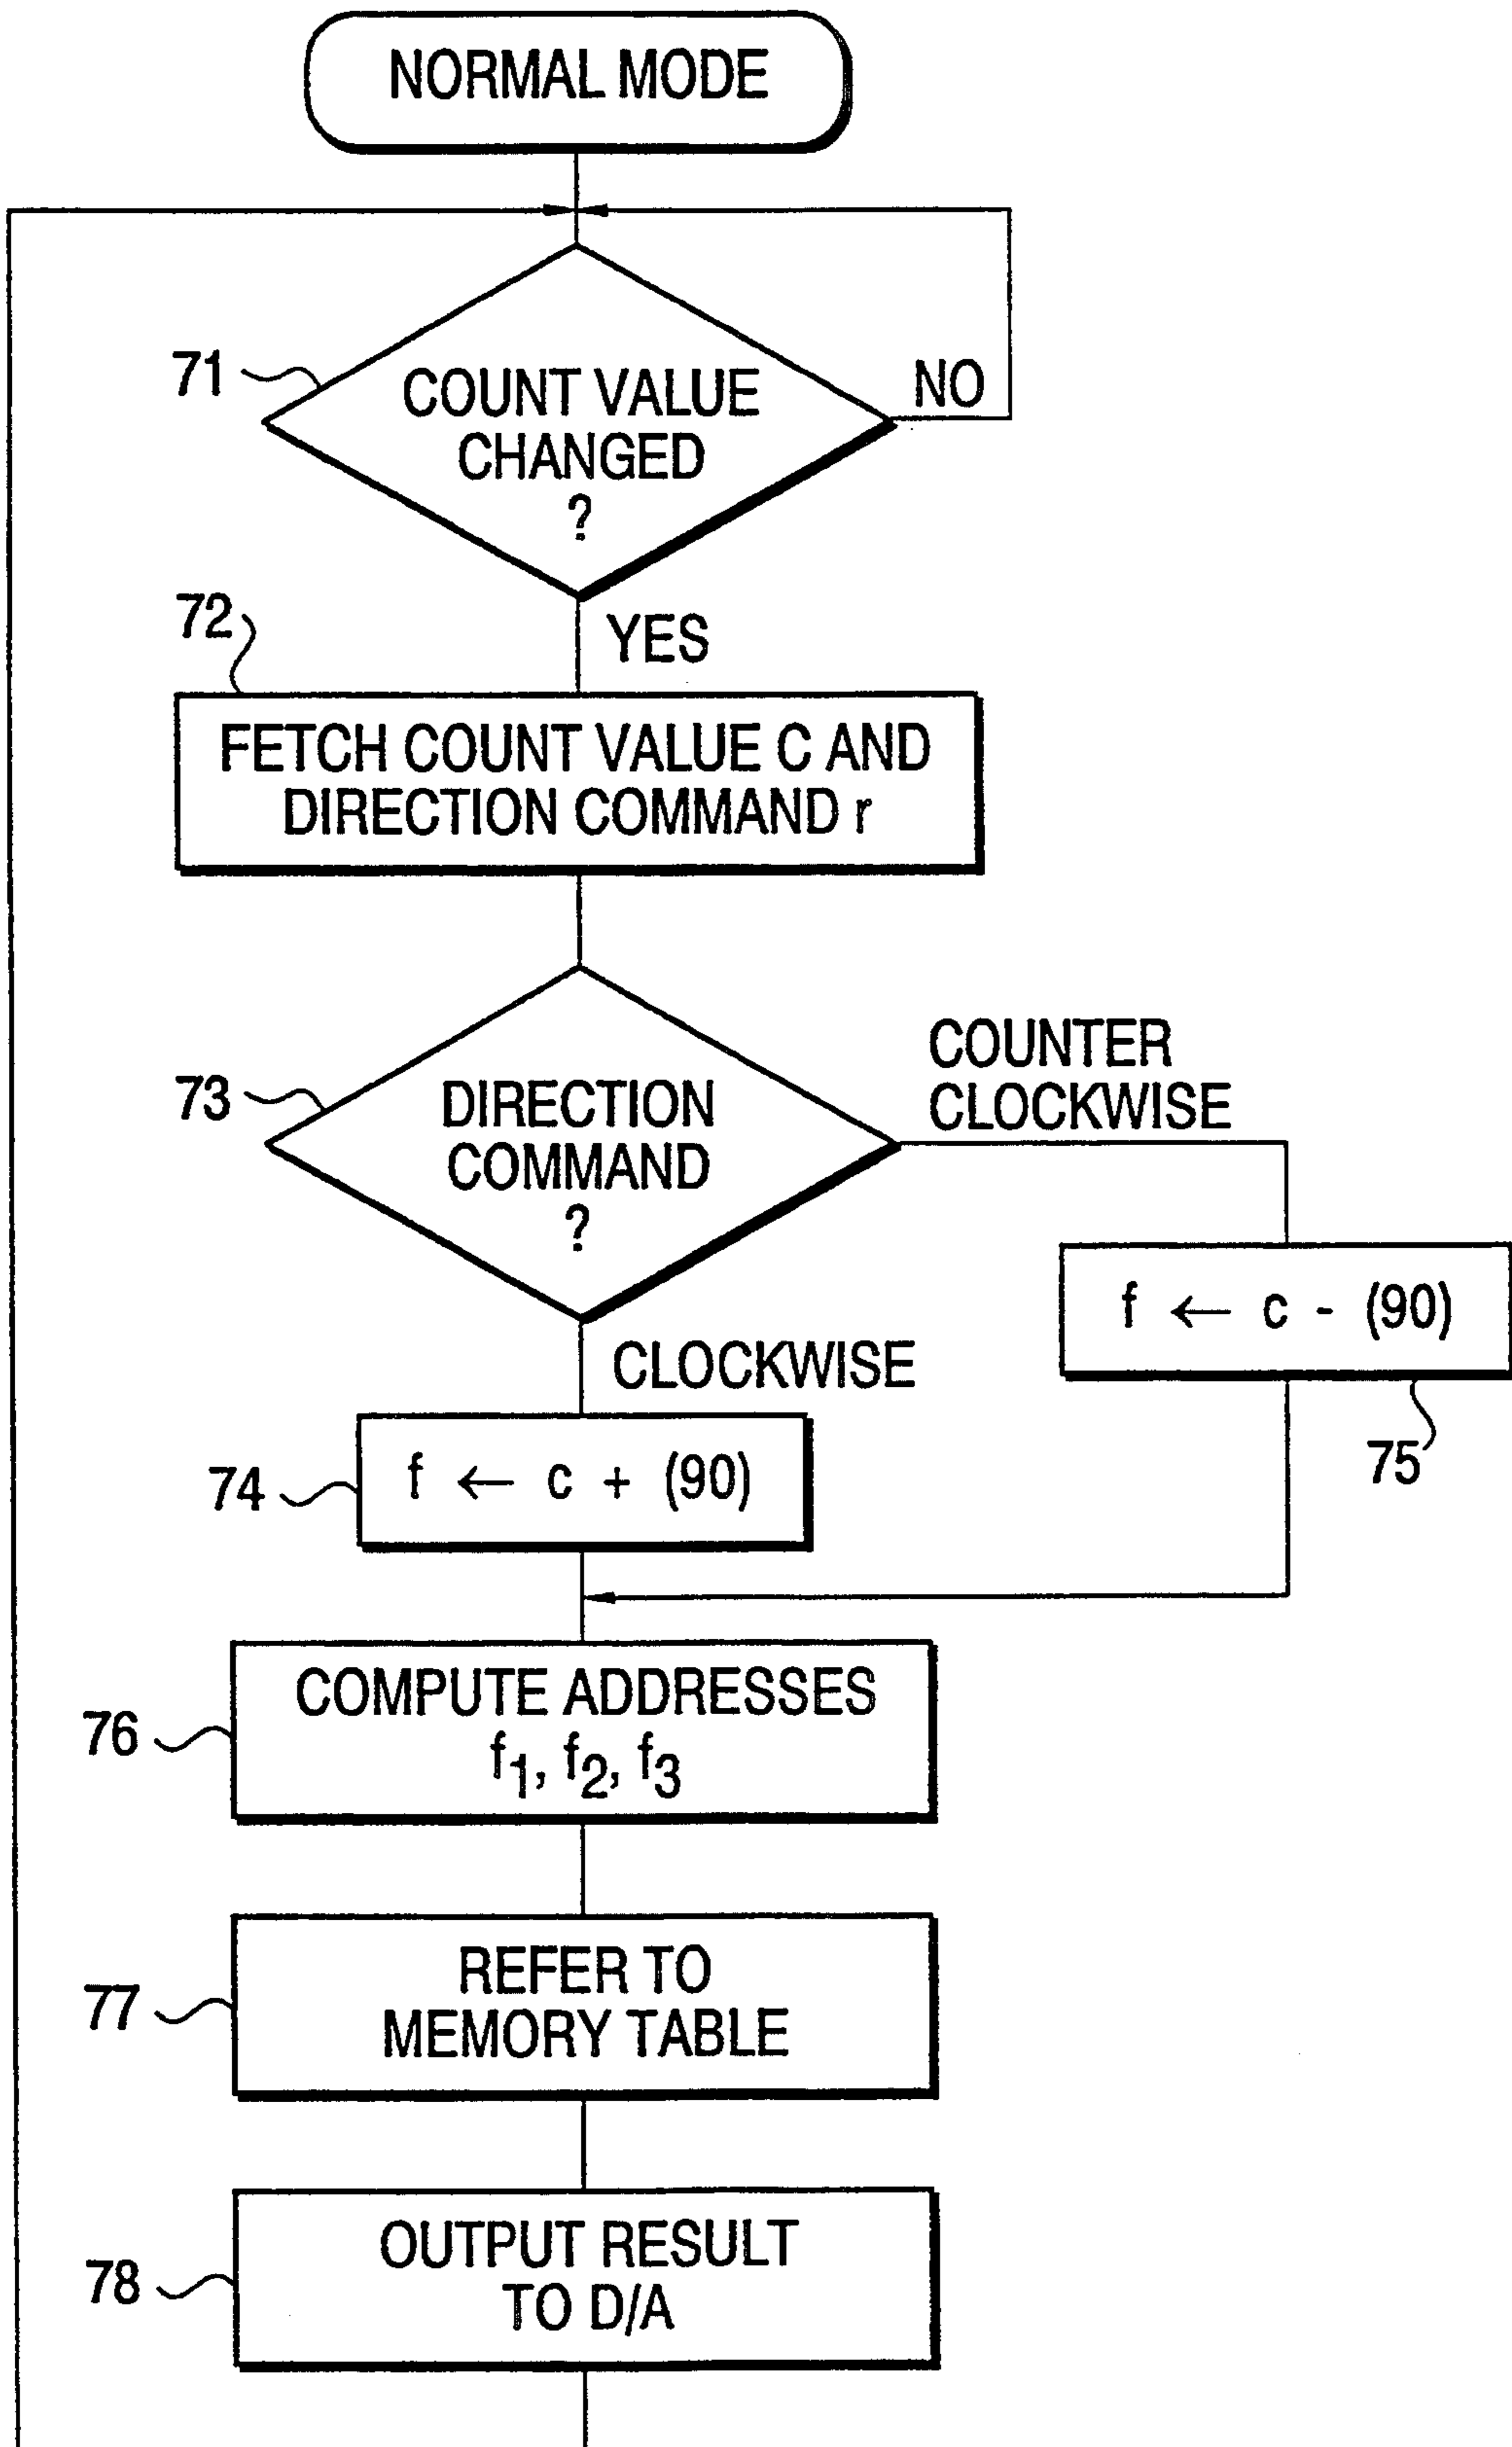 NORMAL MODE
71
COUNT VALUE
CHANGED
?
NO
YES
72
FETCH COUNT VALUE C AND
DIRECTION COMMAND r
73
DIRECTION
COMMAND
?
COUNTER
CLOCKWISE
f ← c - (90)
75
CLOCKWISE
74
f ← c + (90)
76
COMPUTE ADDRESSES
f₁, f₂, f₃
77
REFER TO
MEMORY TABLE
78
OUTPUT RESULT
TO D/A